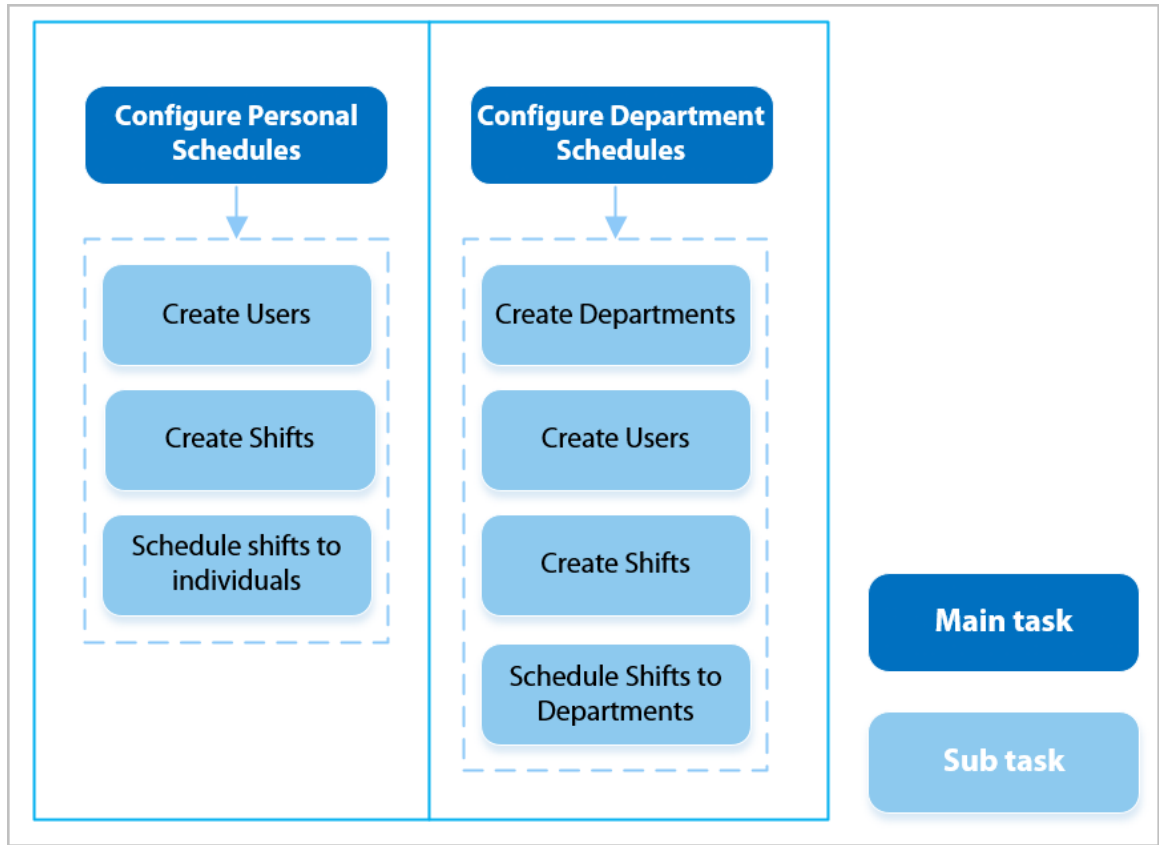 Configure Personal
Schedules
Create Users
Create Shifts
Schedule shifts to
individuals
Configure Department
Schedules
Create Departments
Create Users
Create Shifts
Schedule Shifts to
Departments
Main task
Sub task